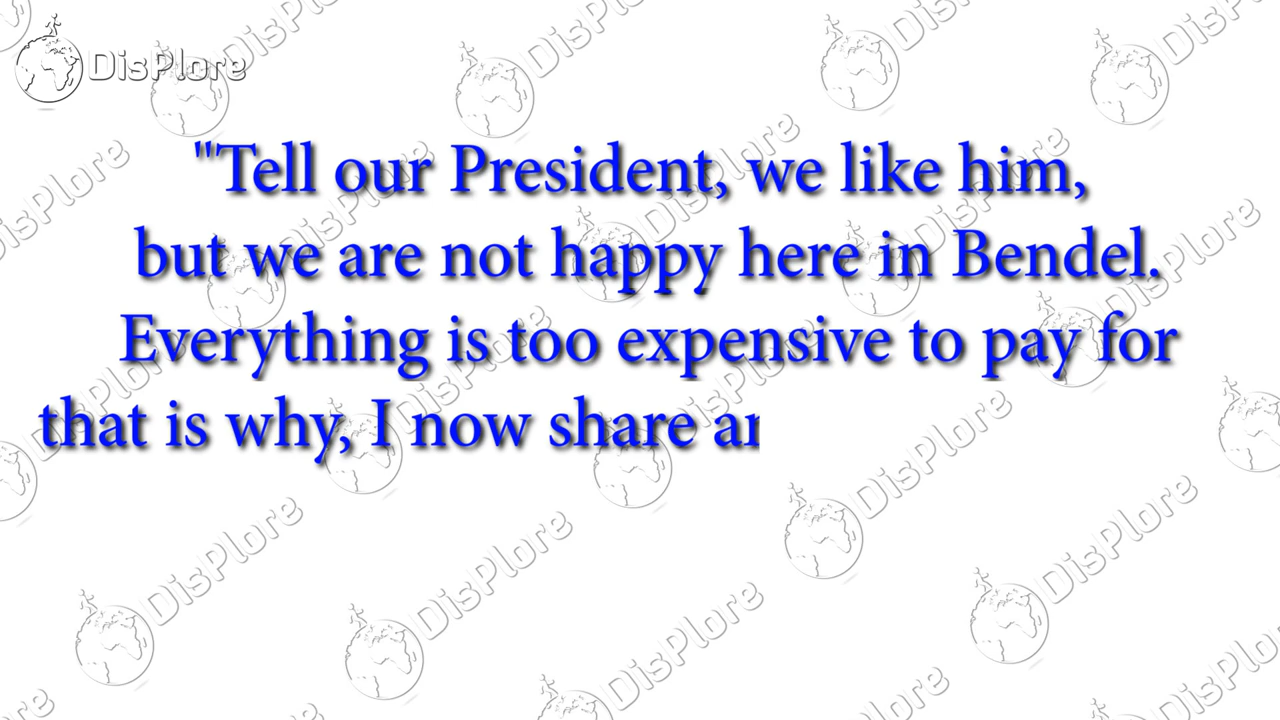 DisPlore
"Tell our President, we like him,
but we are not happy here in Bendel.
Everything is too expensive to pay for
that is why, I now share